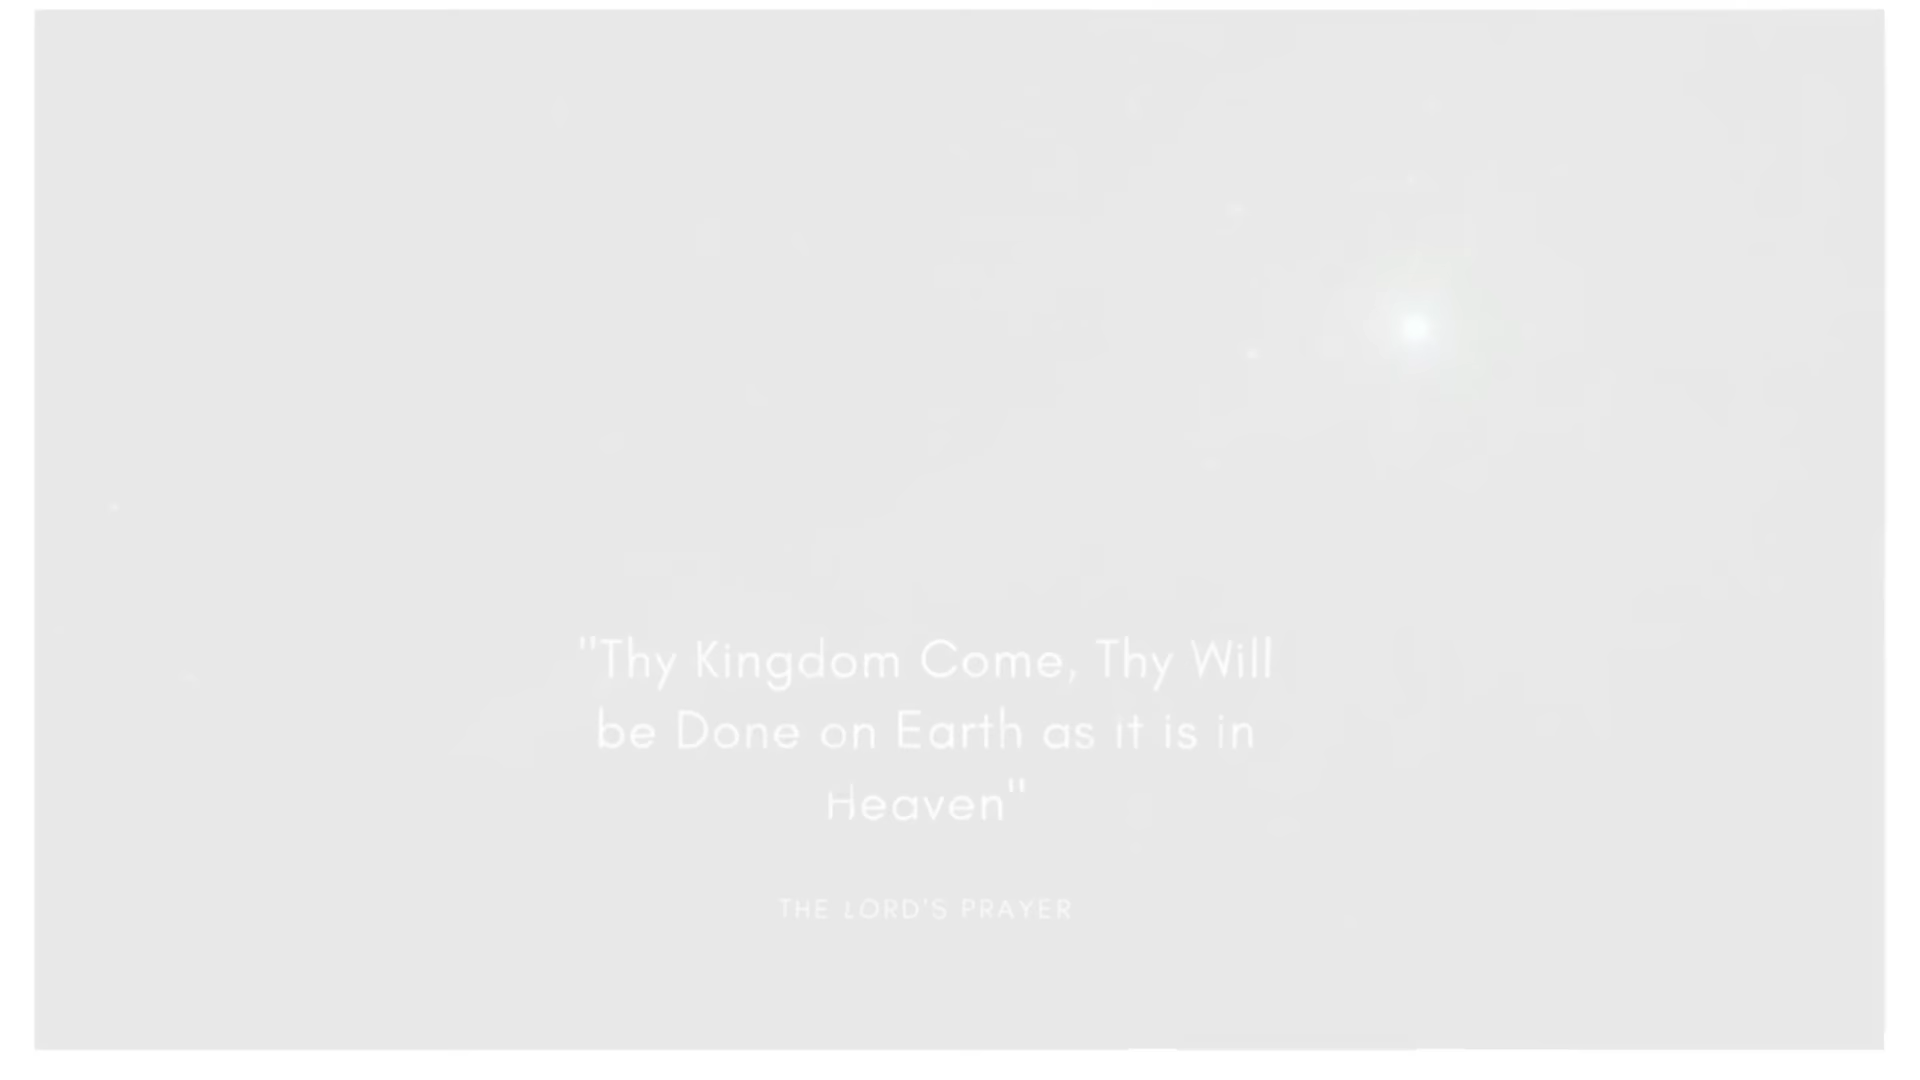 "Thy Kingdom Come, Thy Will
be Done on Earth as it is in
Heaven"
THE LORD'S PRAYER